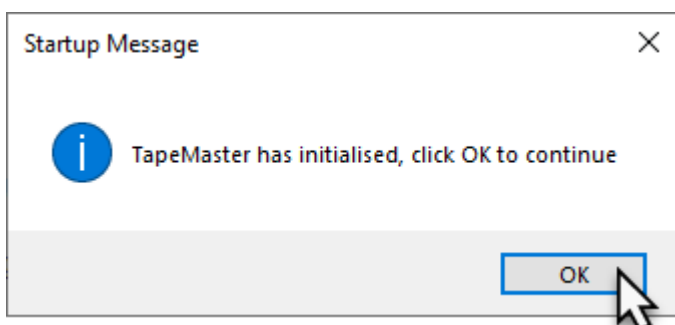 Startup Message
TapeMaster has initialised, click OK to continue
OK